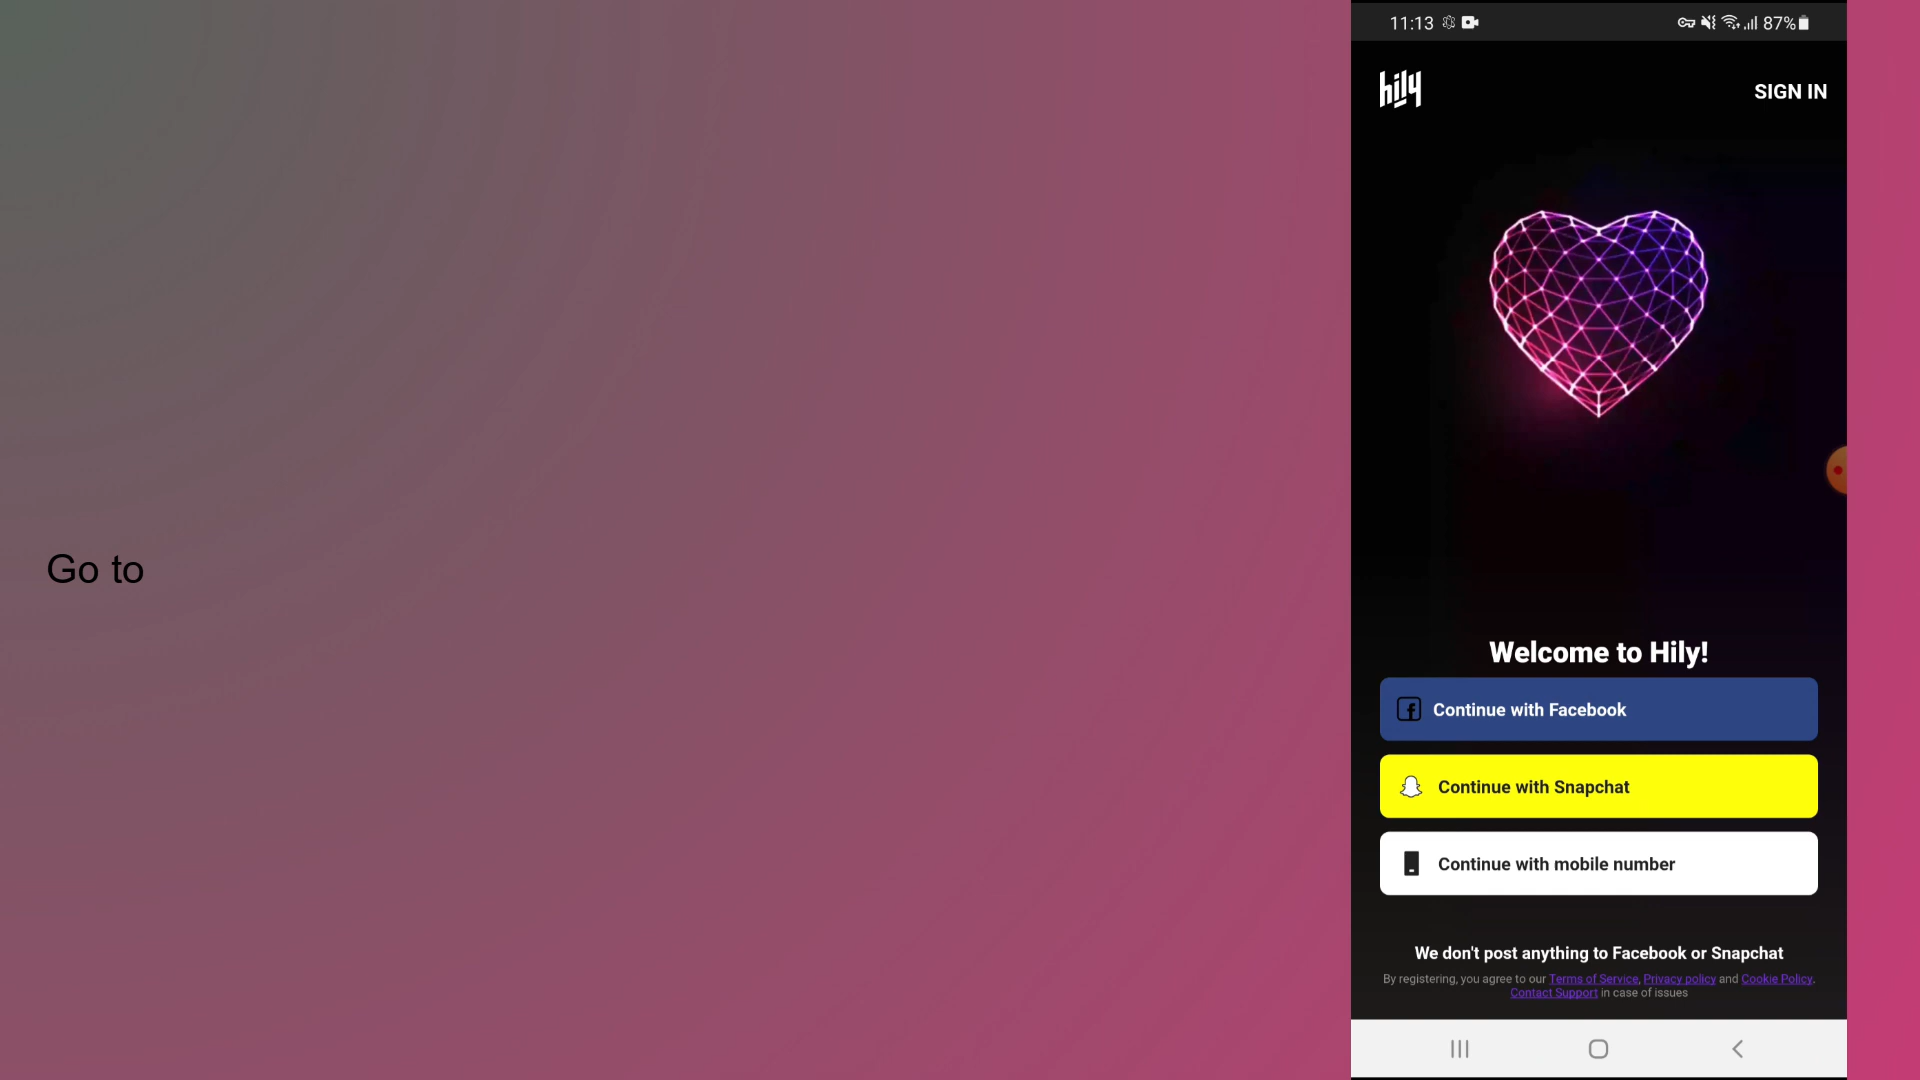 11:13
87%
hily
SIGN IN
Go to
Welcome to Hily!
Continue with Facebook
Continue with Snapchat
Continue with mobile number
We don't post anything to Facebook or Snapchat
By registering, you agree to our Terms of Service, Privacy policy and Cookie Policy.
Contact Support in case of issues